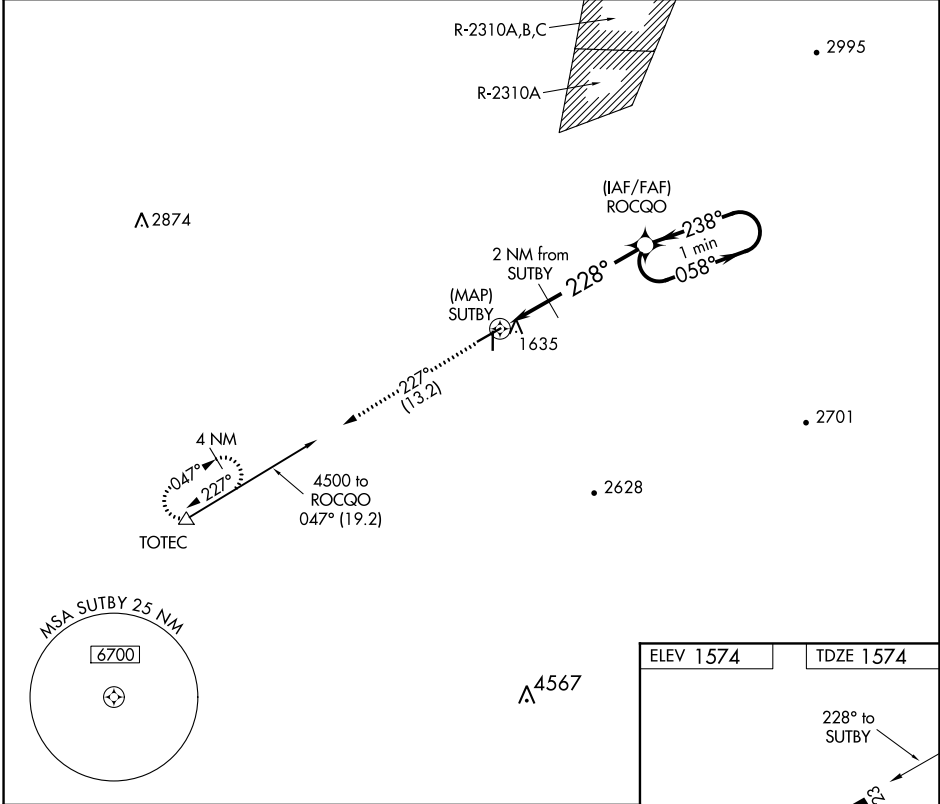 R-2310A,B,C
2995
R-2310A
(IAF/FAF)
ROCQO
2874
238°
1 min
058°
2 NM from
SUTBY
228°
(MAP)
SUTBY
1635
227°
(13.2)
2701
4 NM
047°
227°
4500 to
ROCQO
047° (19.2)
2628
TOTEC
MSA SUTBY 25 NM
6700
4567
ELEV 1574
TDZE 1574
228° to
SUTBY
23